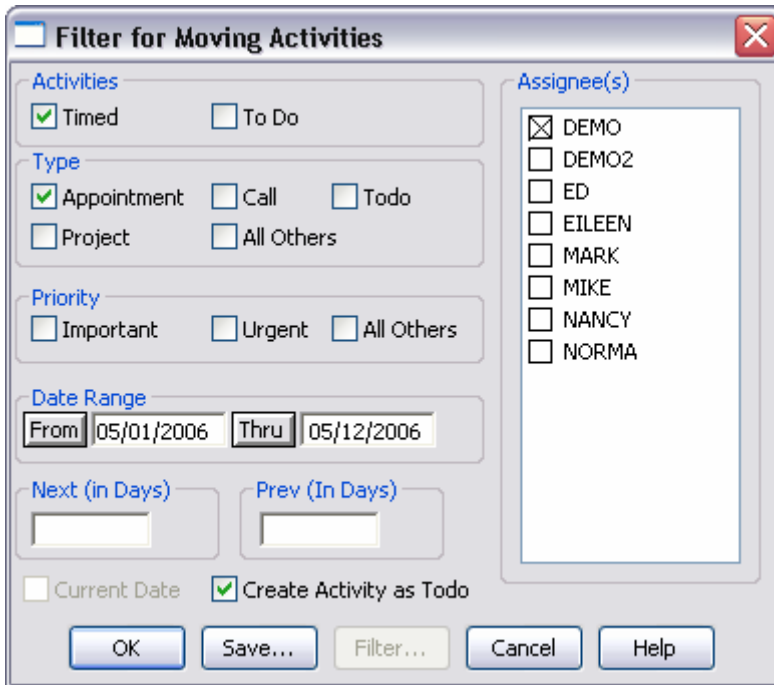 Filter for Moving Activities
Activities
Timed To Do
Type
Appointment Call Todo
Project All Others
Priority
Important Urgent All Others
Date Range
From 05/01/2006 Thru 05/12/2006
Next (in Days) Prev (In Days)
Current Date Create Activity as Todo
Assignee(s)
DEMO
DEMO2
ED
EILEEN
MARK
MIKE
NANCY
NORMA
OK Save... Filter... Cancel Help